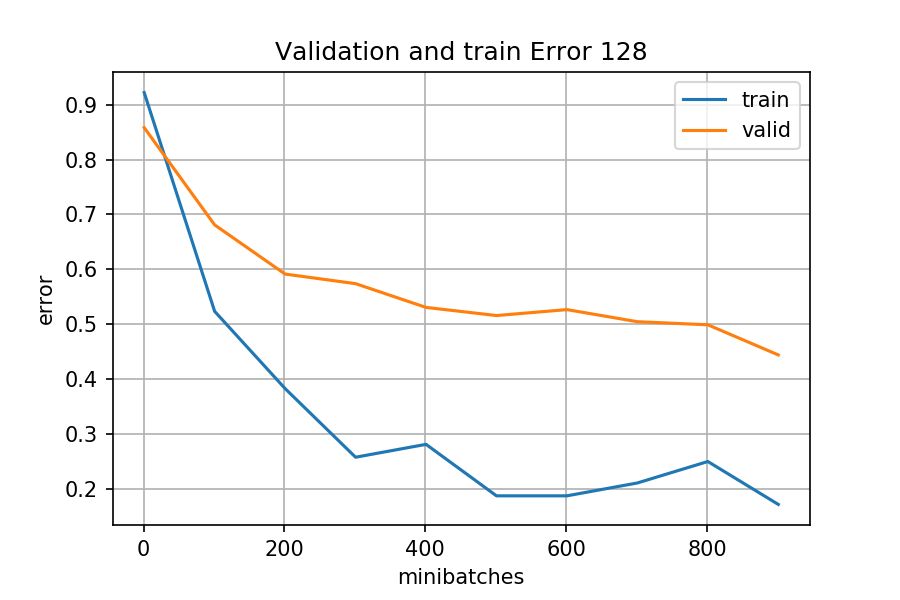 Validation and train Error 128
train
valid
error
0.9
0.8
0.7
0.6
0.5
0.4
0.3
0.2
0 200 400 600 800
minibatches